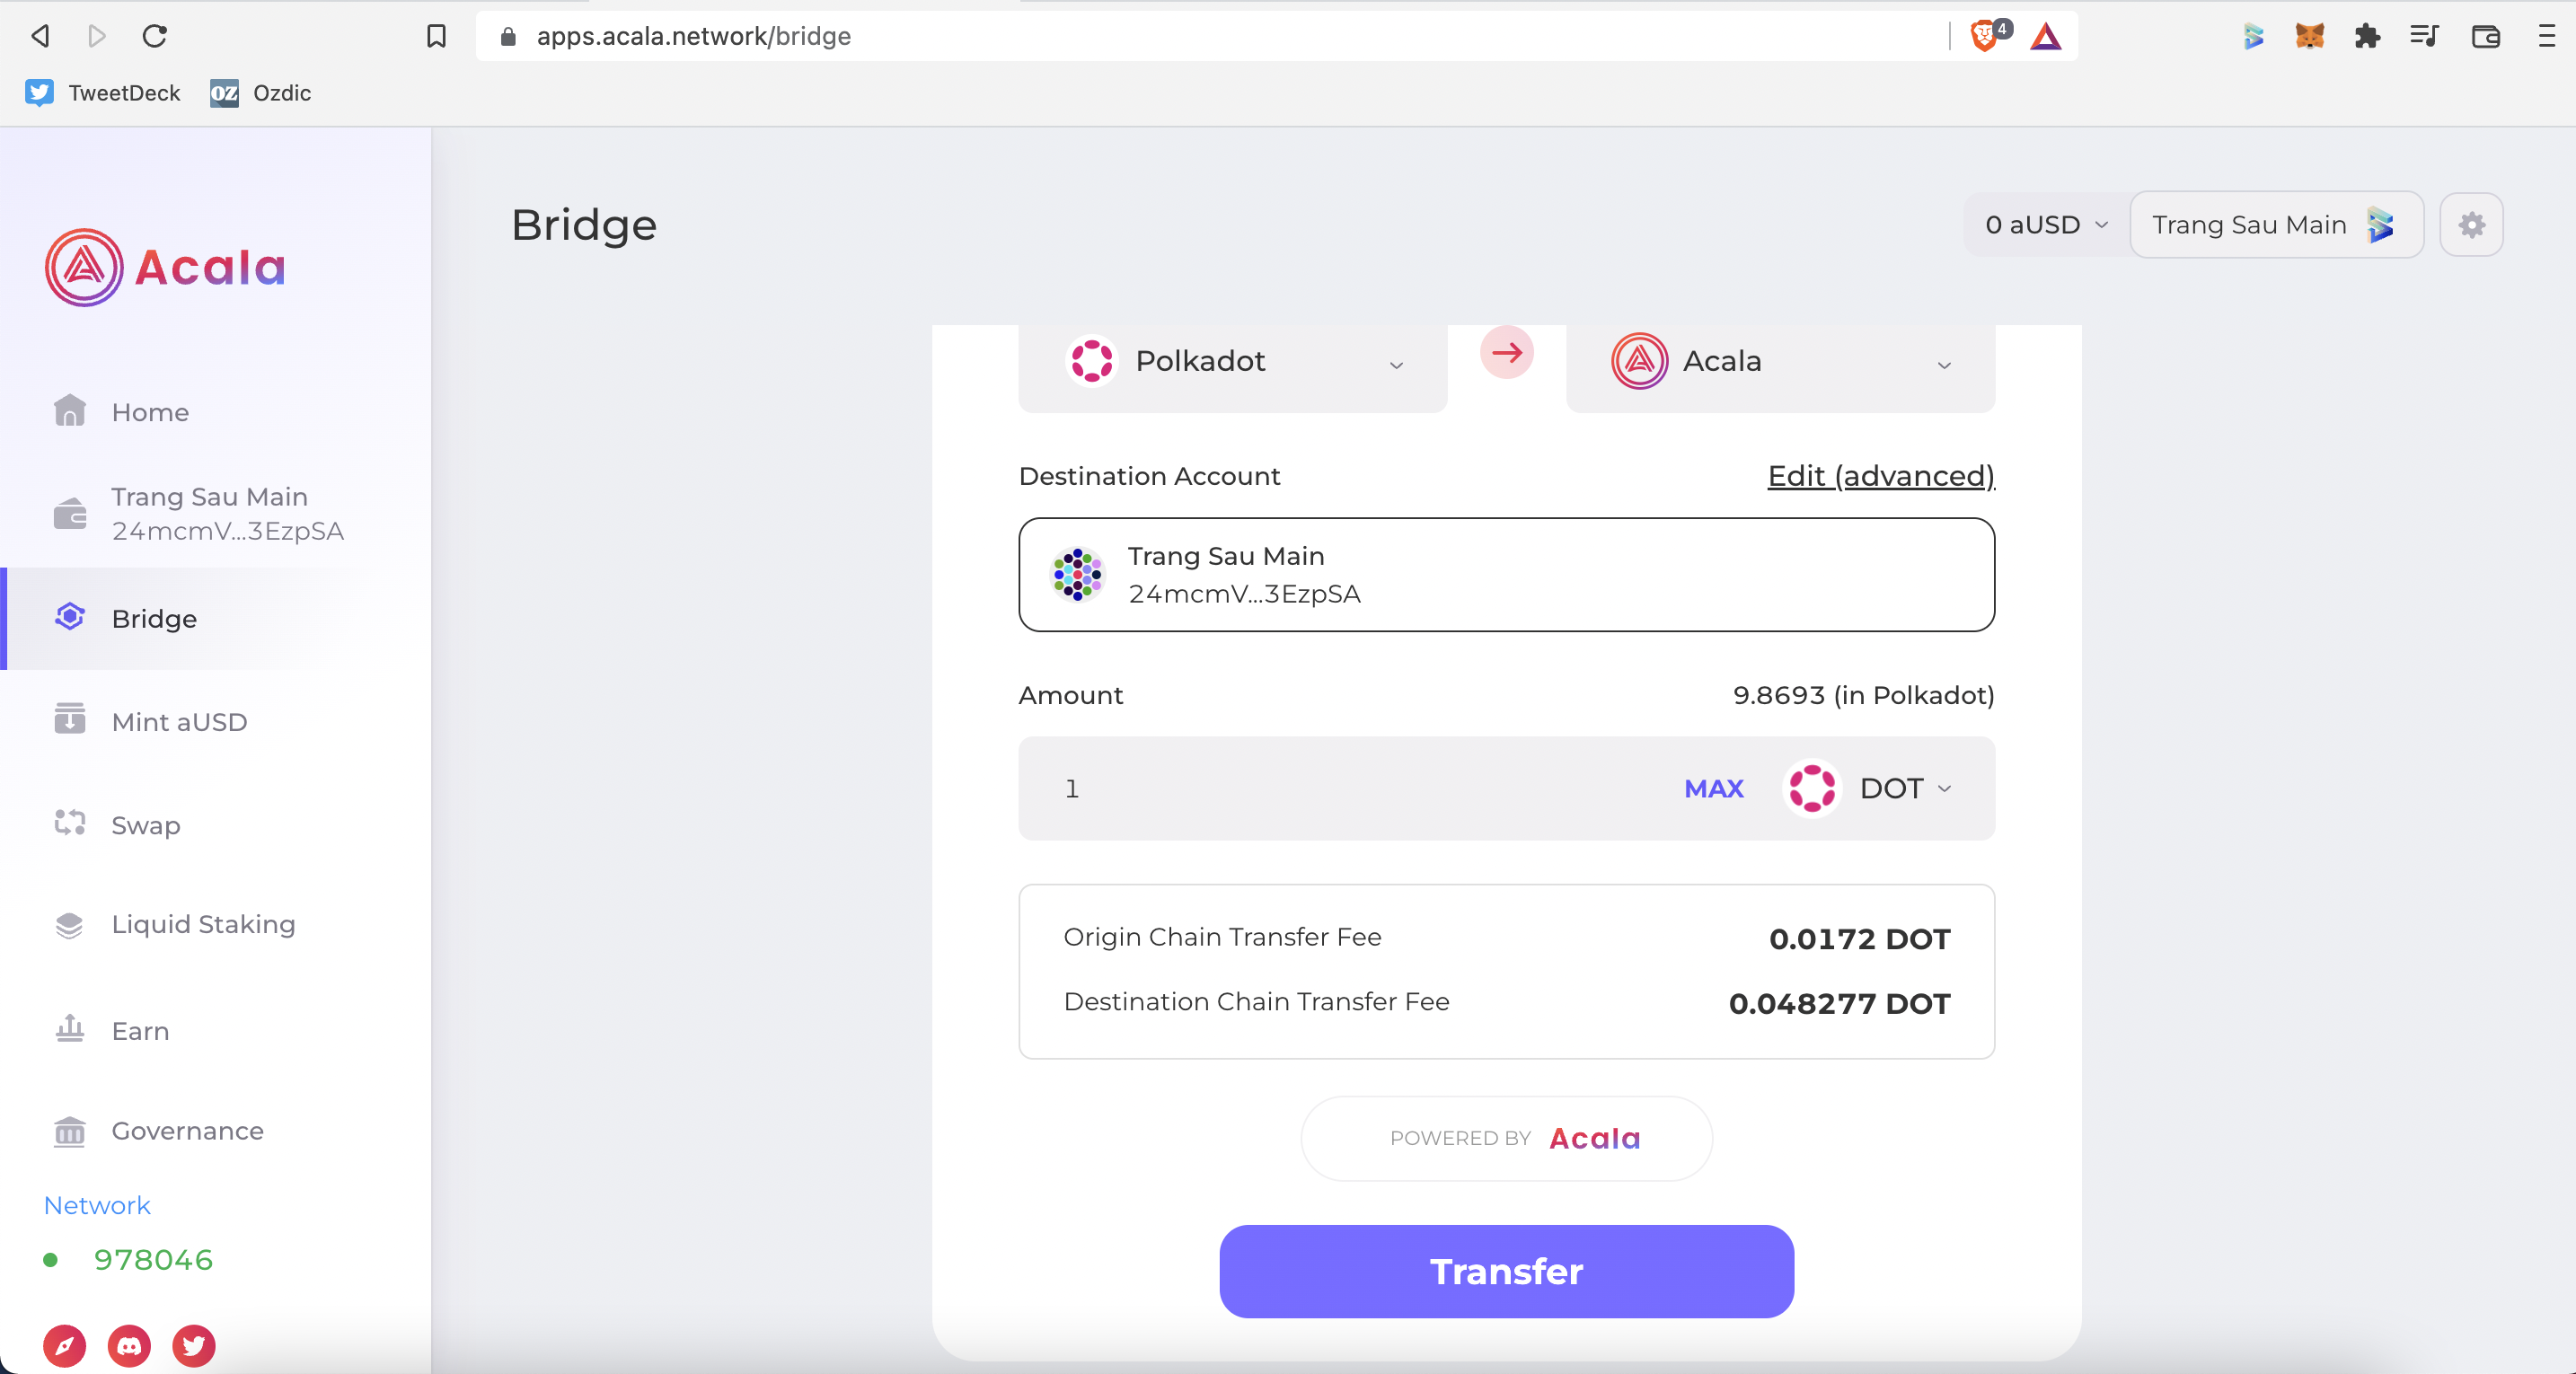 apps.acala.network/bridge
4
TweetDeck
OZ Ozdic
Acala
Home
Trang Sau Main
24mcmV...3EzpSA
Bridge
Mint aUSD
Swap
Liquid Staking
Earn
Governance
Network
978046
Bridge
0 aUSD
Trang Sau Main
Polkadot
Acala
Destination Account
Edit (advanced)
Trang Sau Main
24mcmV...3EzpSA
Amount
9.8693 (in Polkadot)
1
MAX
DOT
Origin Chain Transfer Fee
0.0172 DOT
Destination Chain Transfer Fee
0.048277 DOT
POWERED BY Acala
Transfer